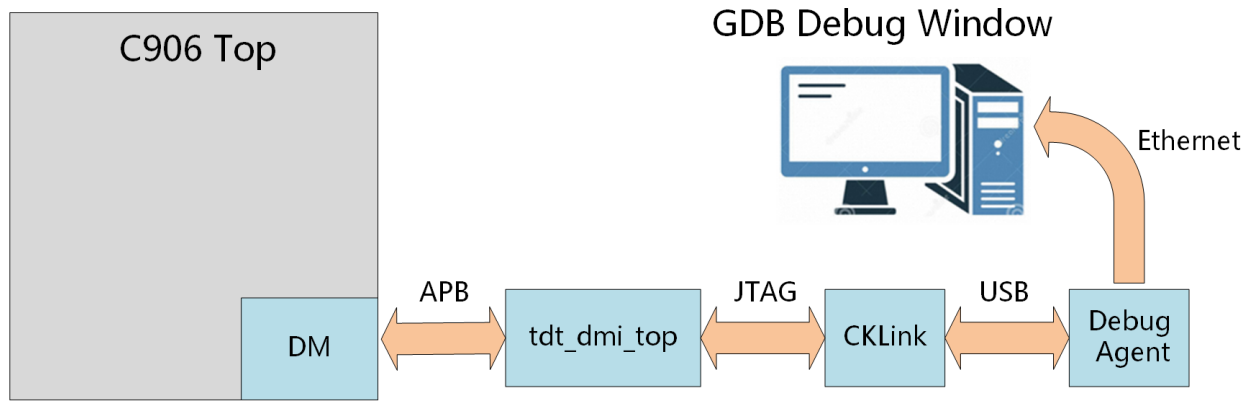 C906 Top
GDB Debug Window
Ethernet
APB
JTAG
USB
DM
tdt_dmi_top
CKLink
Debug
Agent